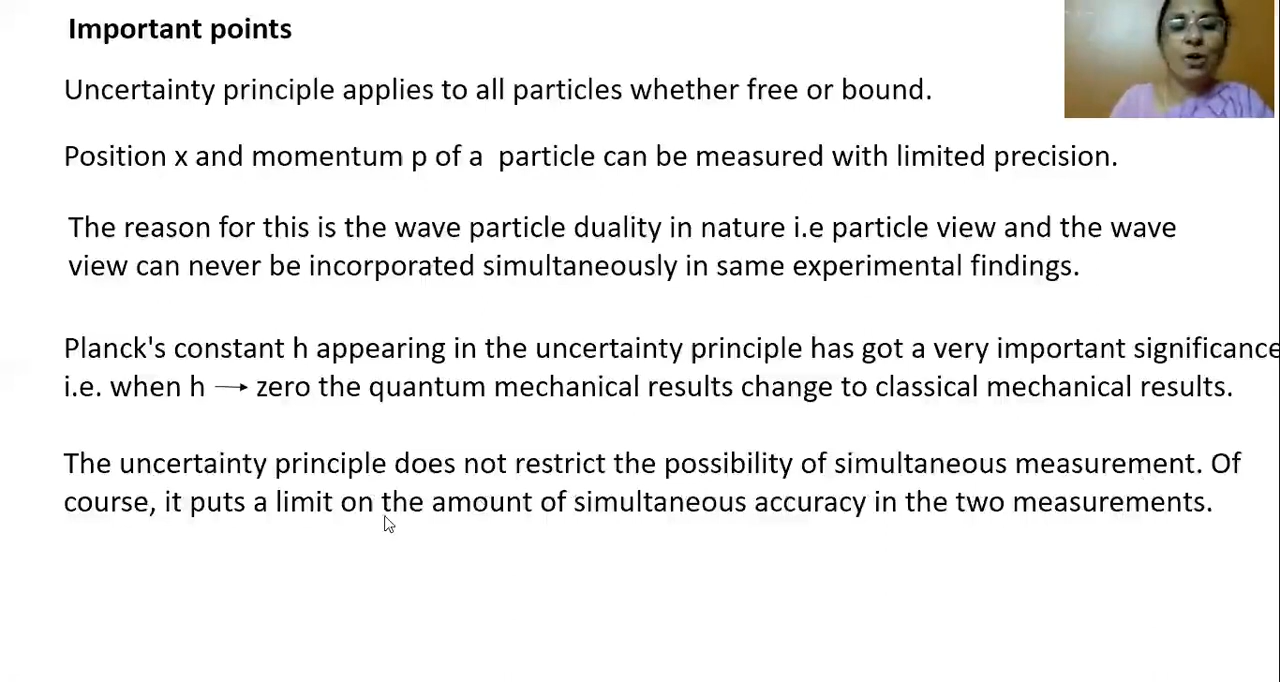 Important points
Uncertainty principle applies to all particles whether free or bound.
Position x and momentum p of a particle can be measured with limited precision.
The reason for this is the wave particle duality in nature i.e particle view and the wave
view can never be incorporated simultaneously in same experimental findings.
Planck's constant h appearing in the uncertainty principle has got a very important significance
i.e. when h → zero the quantum mechanical results change to classical mechanical results.
The uncertainty principle does not restrict the possibility of simultaneous measurement. Of
course, it puts a limit on the amount of simultaneous accuracy in the two measurements.